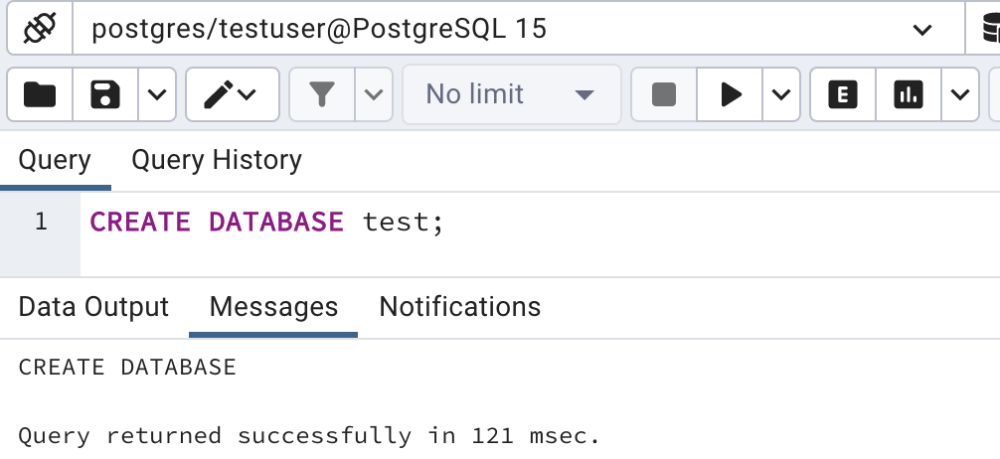 postgres/testuser@PostgreSQL 15
No limit
E
Query Query History
1 CREATE DATABASE test;
Data Output Messages Notifications
CREATE DATABASE
Query returned successfully in 121 msec.